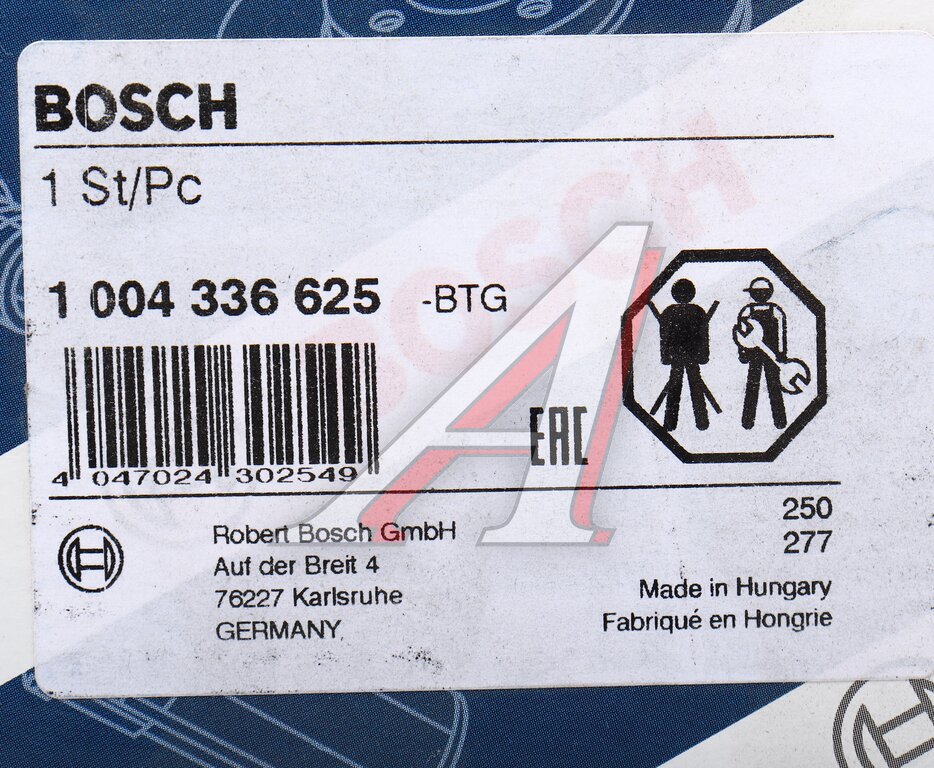 BOSCH
1 St/Pc
1 004 336 625 -BTG
4 047024 302549
EAC
250
277
Robert Bosch GmbH
Auf der Breit 4
76227 Karlsruhe
GERMANY
Made in Hungary
Fabriqué en Hongrie
BOSCH